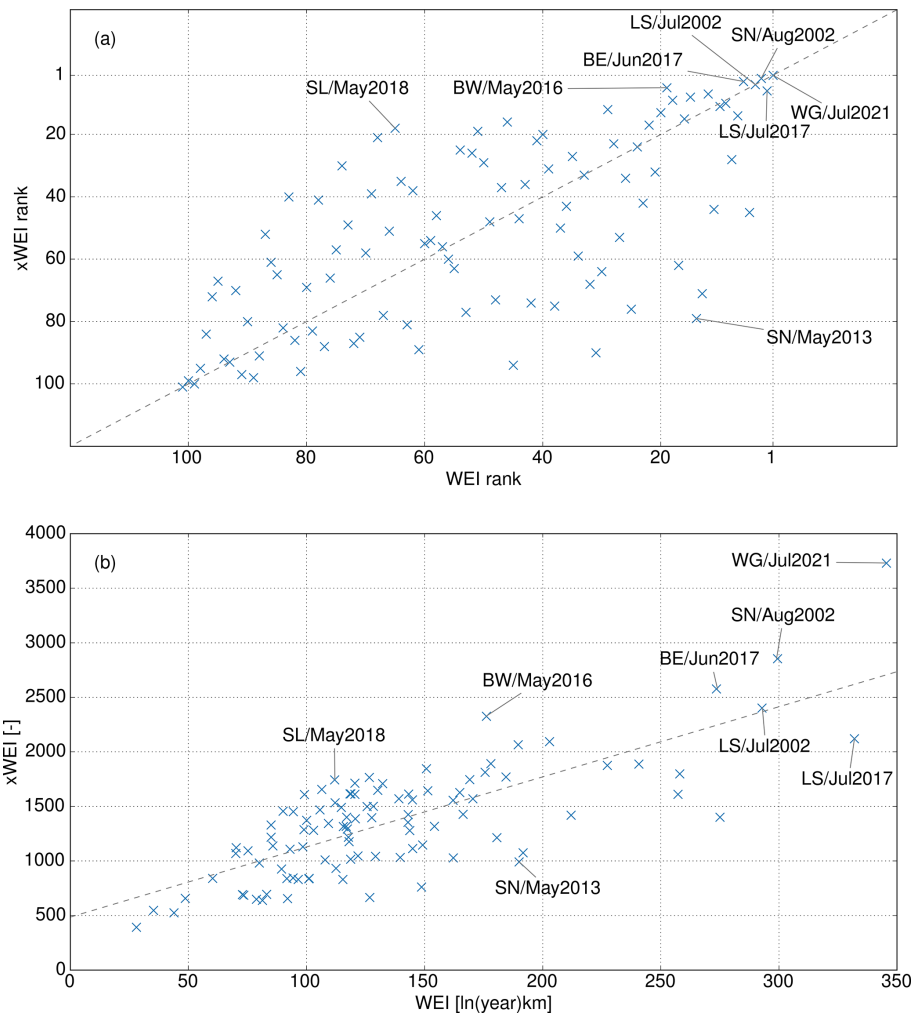 (a)
LS/Jul2002
SN/Aug2002
BE/Jun2017
SL/May2018
BW/May2016
WG/Jul2021
LS/Jul2017
SN/May2013
1
20
40
60
80
100
xWEI rank
100
80
60
40
20
1
WEI rank
(b)
WG/Jul2021
SN/Aug2002
BE/Jun2017
BW/May2016
SL/May2018
LS/Jul2002
LS/Jul2017
SN/May2013
4000
3500
3000
2500
2000
1500
1000
500
0
xWEI [-]
0
50
100
150
200
250
300
350
WEI [ln(year)km]